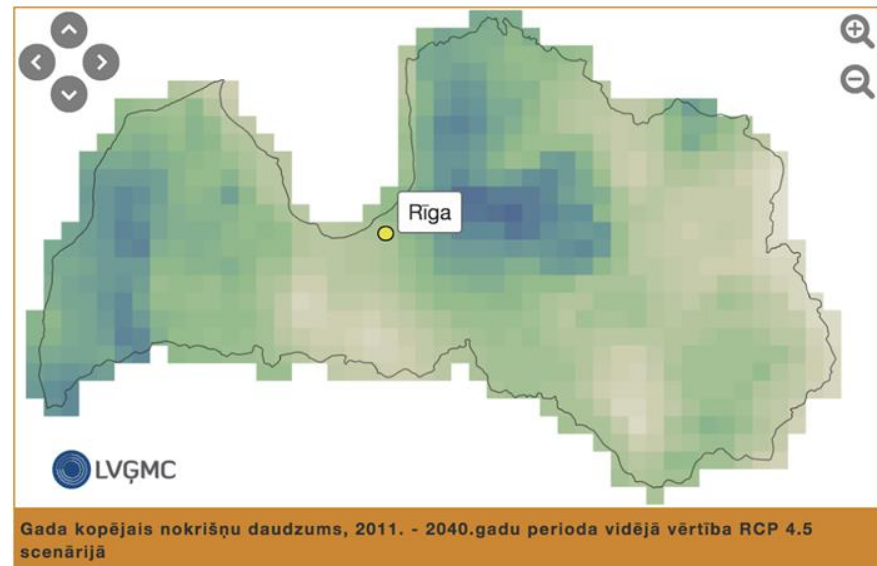 Rīga
LVĢMC
Gada kopējais nokrišņu daudzums, 2011. - 2040.gadu perioda vidējā vērtība RCP 4.5
scenārijā